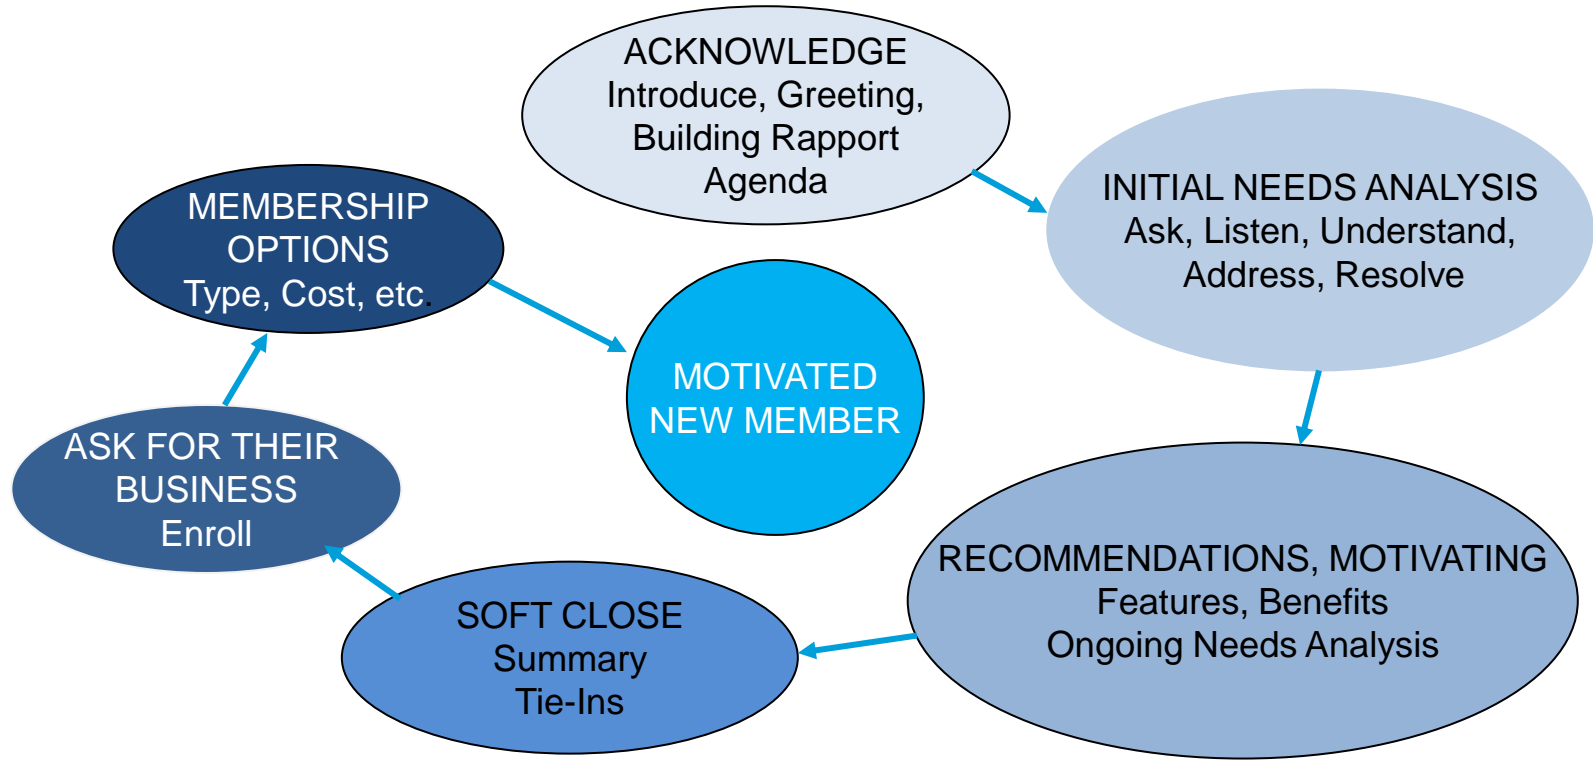 ACKNOWLEDGE
Introduce, Greeting,
Building Rapport
Agenda
INITIAL NEEDS ANALYSIS
Ask, Listen, Understand,
Address, Resolve
RECOMMENDATIONS, MOTIVATING
Features, Benefits
Ongoing Needs Analysis
SOFT CLOSE
Summary
Tie-Ins
ASK FOR THEIR
BUSINESS
Enroll
MEMBERSHIP
OPTIONS
Type, Cost, etc.
MOTIVATED
NEW MEMBER